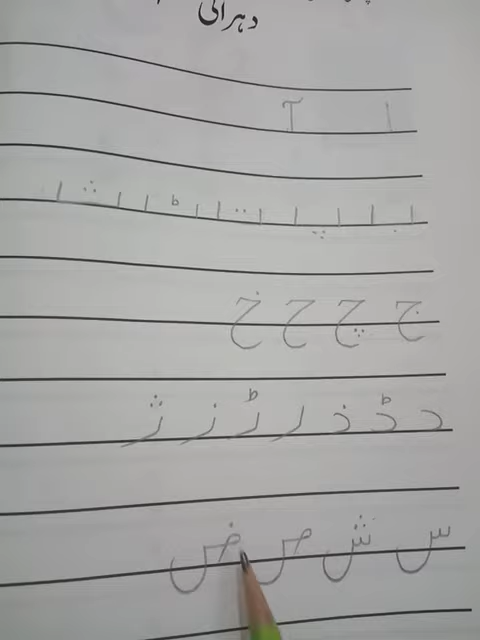 دہرائی
ا آ
ب پ ت ٹ ث
ج چ ح خ
د ڈ ذ ر ڑ ز ژ
س ش ص ض